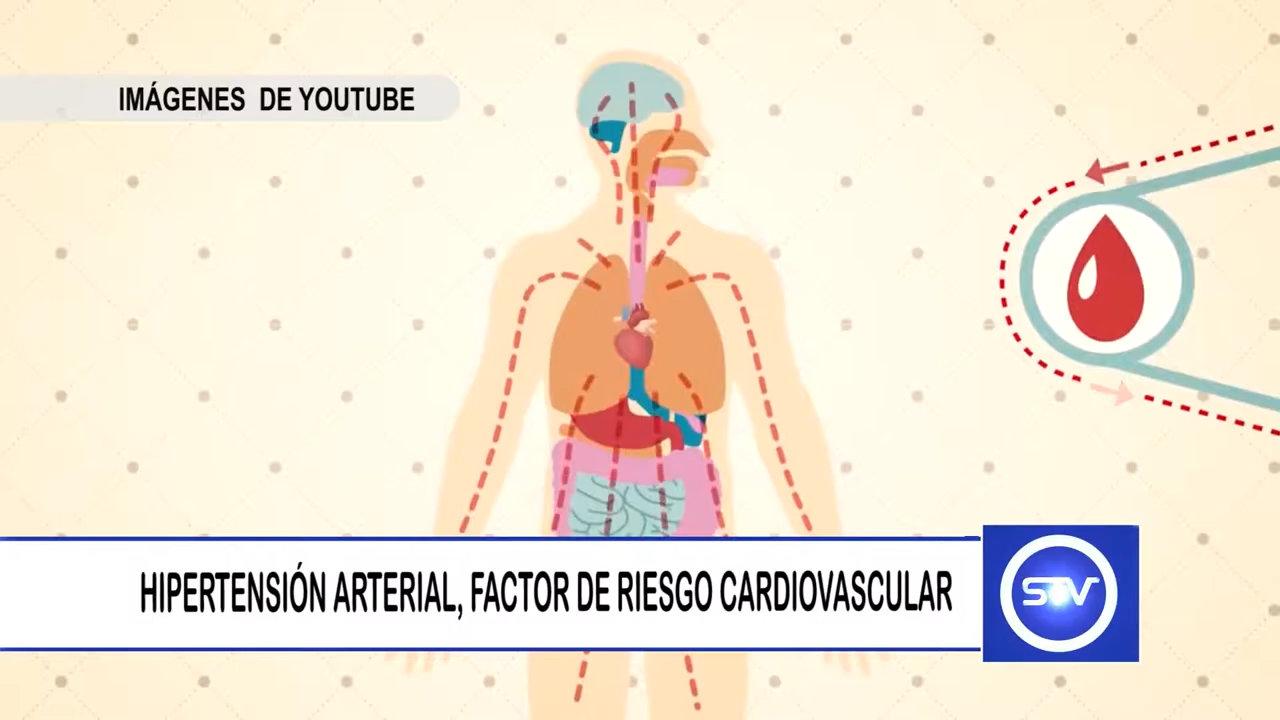 IMÁGENES DE YOUTUBE
HIPERTENSIÓN ARTERIAL, FACTOR DE RIESGO CARDIOVASCULAR
STV